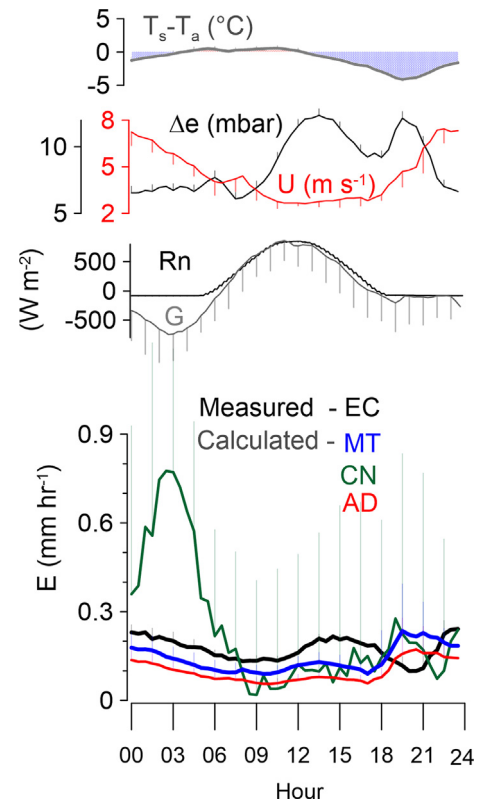 Ts-Ta (°C)
5
0
-5
Δe (mbar)
10
5
8
5
2
U (m s-1)
Rn
(W m-2)
500
0
-500
G
Measured - EC
Calculated - MT
CN
AD
E (mm hr-1)
0.9
0.6
0.3
0
00 03 06 09 12 15 18 21 24
Hour